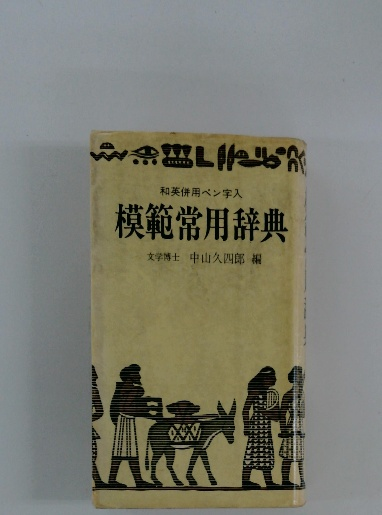 和英併用ペン字入
模範常用辞典
文学博士 中山久四郎 編